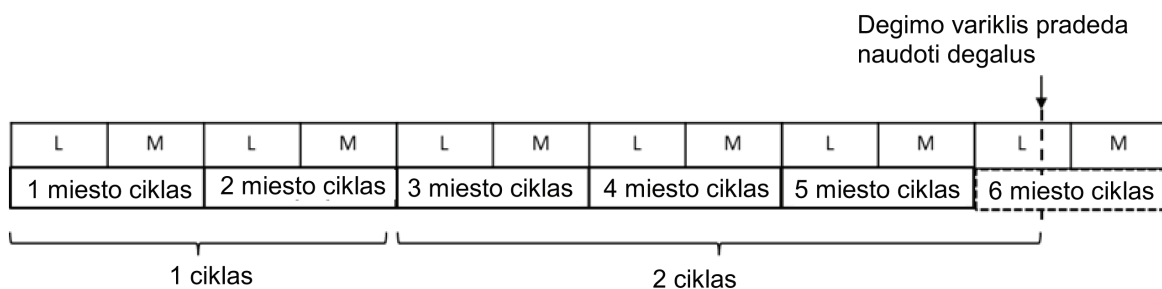 Degimo variklis pradeda
naudoti degalus
L M L M L M L M L M L M
1 miesto ciklas 2 miesto ciklas 3 miesto ciklas 4 miesto ciklas 5 miesto ciklas 6 miesto ciklas
1 ciklas 2 ciklas